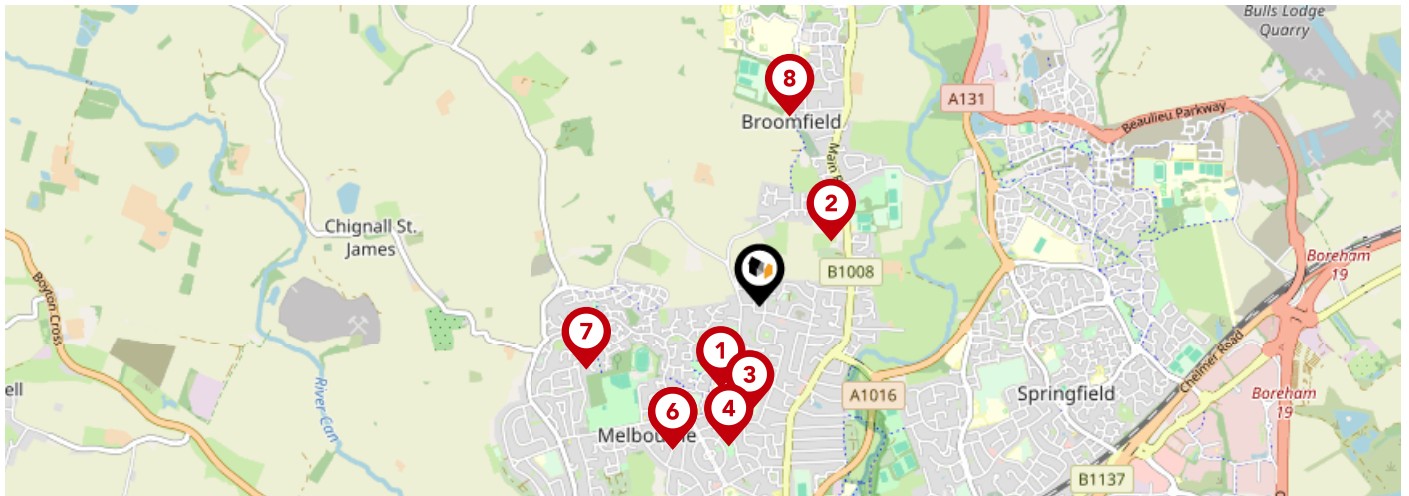 Bulls Lodge
Quarry
8
A131
Beaulieu Parkway
Broomfield
Main R
2
Chignall St.
James
B1008
Boreham
19
Boyton Cross
7
1
3
Chelmer Road
ell
River Can
6
4
A1016
Springfield
Boreham
19
Melbourne
B1137